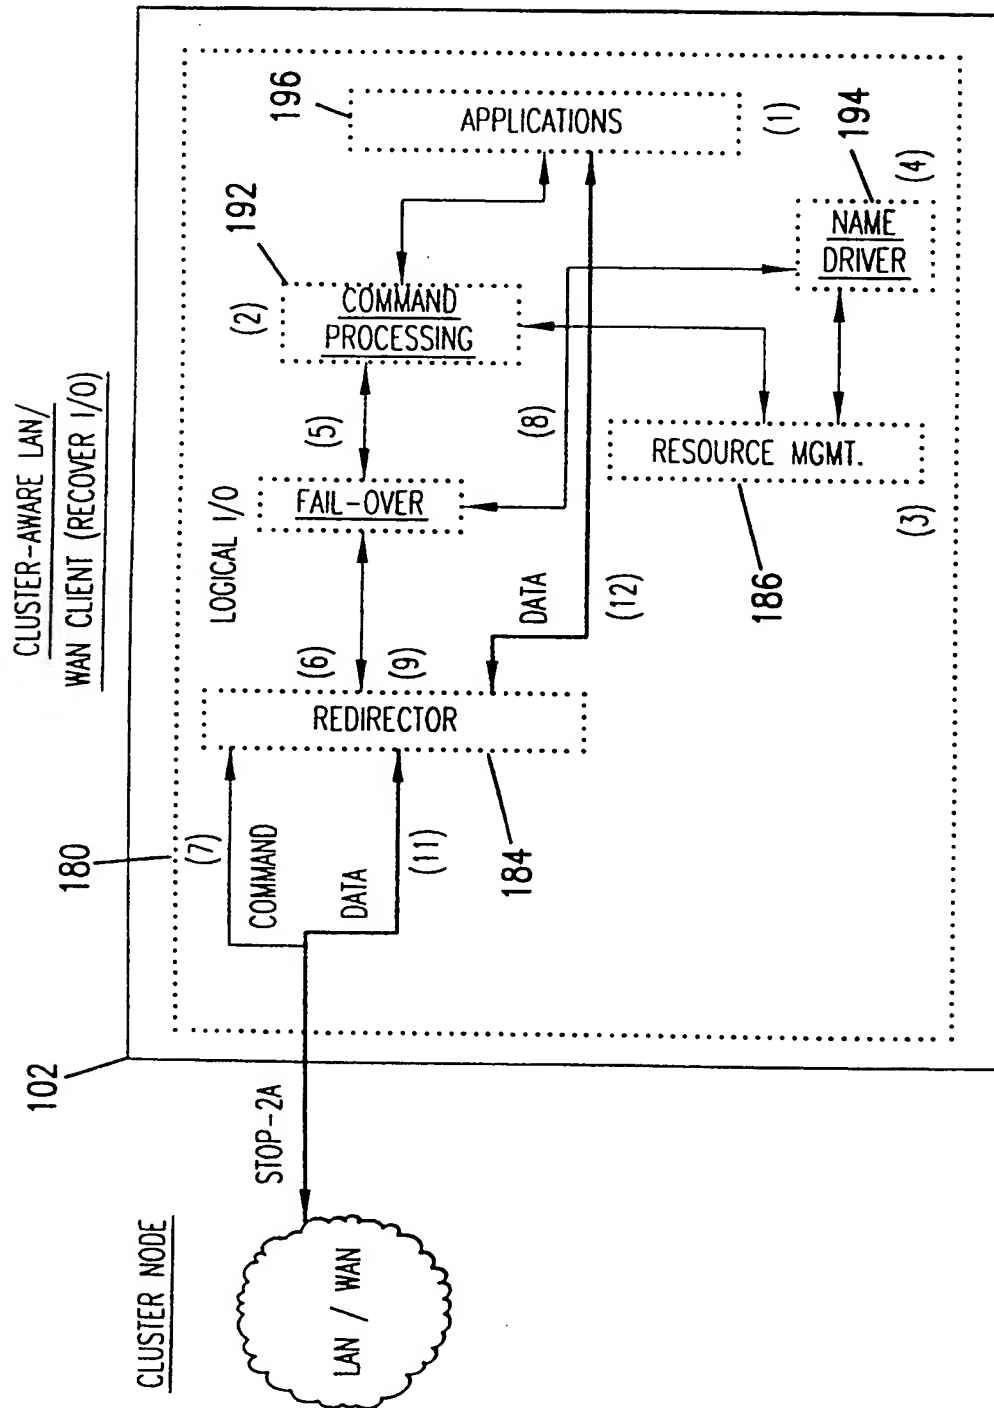 CLUSTER-AWARE LAN/
WAN CLIENT (RECOVER I/O)
CLUSTER NODE
LAN / WAN
STOP-2A
102
180
(7)
COMMAND
DATA
(11)
REDIRECTOR
184
(6)
(9)
LOGICAL I/O
FAIL-OVER
(5)
(2)
COMMAND
PROCESSING
192
DATA
(12)
(8)
196
APPLICATIONS
(1)
RESOURCE MGMT.
186
(3)
NAME
DRIVER
(4)
194